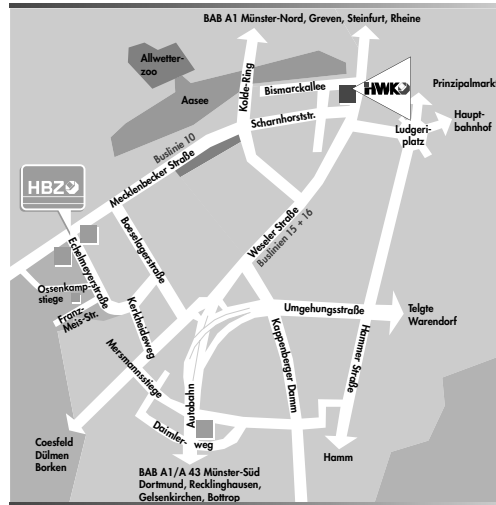 BAB A1 Münster-Nord, Greven, Steinfurt, Rheine
Allwetter-
zoo
Aasee
Kolde-Ring
Bismarckallee
HWK
Prinzipalmarkt
Scharnhorststr.
Haupt-
bahnhof
Ludgeri-
platz
Buslinie 10
Mecklenbecker Straße
HBZ
Boeselagerstraße
Weseler Straße
Buslinien 15 + 16
Echelmeyerstraße
Ossenkamp-
stiege
Franz-
Meis-Str.
Kerkheideweg
Mersmannsstiege
Umgehungsstraße
Telgte
Warendorf
Kappenberger Damm
Hammer Straße
Autobahn
Daimler-
weg
Coesfeld
Dülmen
Borken
Hamm
BAB A1/A 43 Münster-Süd
Dortmund, Recklinghausen,
Gelsenkirchen, Bottrop